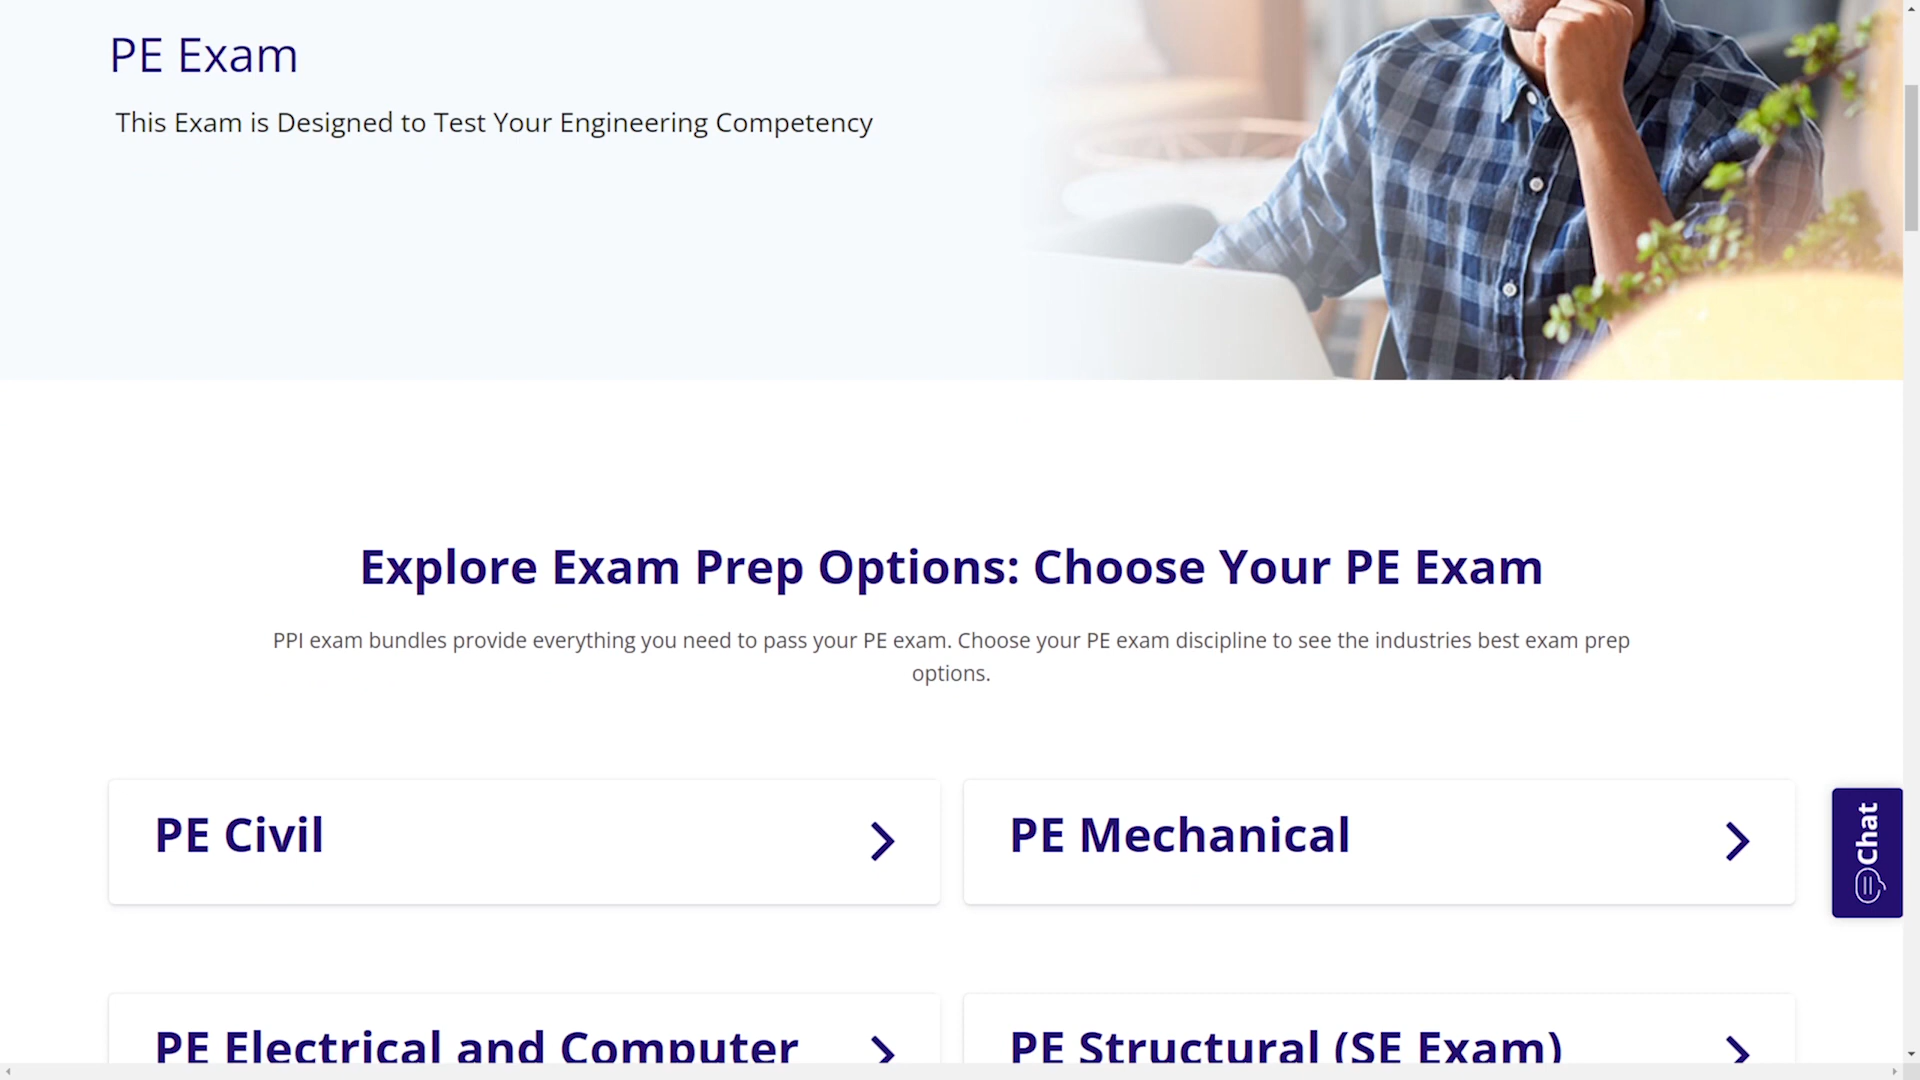 PE Exam
This Exam is Designed to Test Your Engineering Competency
Explore Exam Prep Options: Choose Your PE Exam
PPI exam bundles provide everything you need to pass your PE exam. Choose your PE exam discipline to see the industries best exam prep
options.
PE Civil
PE Mechanical
Chat
PE Electrical and Computer
PE Structural (SE Exam)